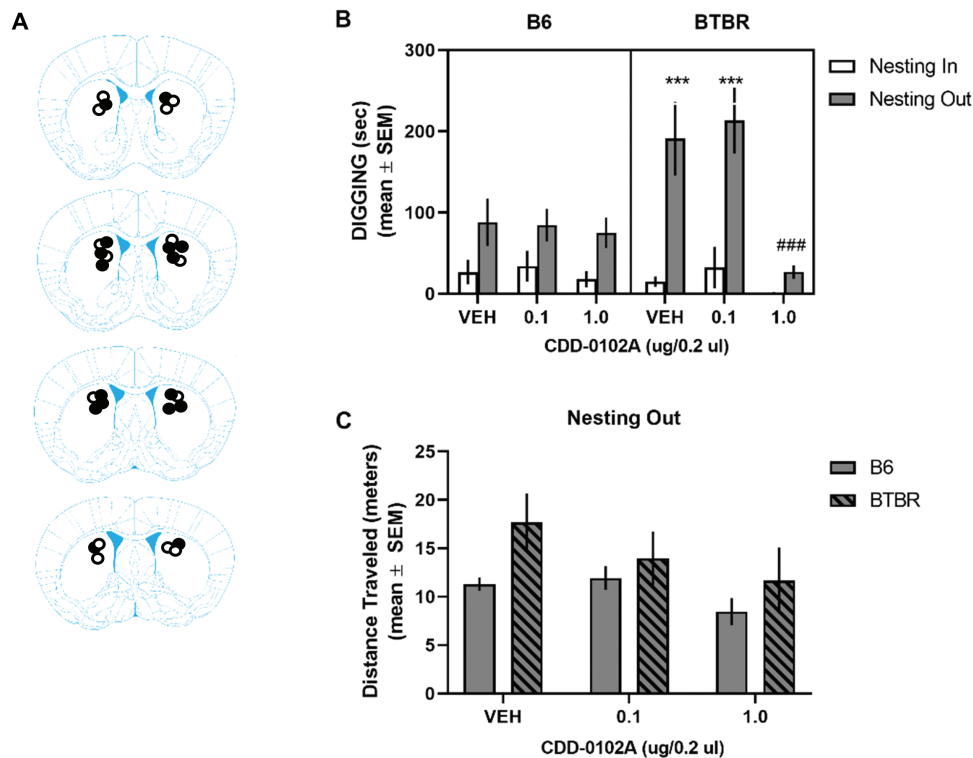 A
B
B6 BTBR
300
200
100
0
DIGGING (sec)
(mean ± SEM)
*** ***
###
VEH 0.1 1.0 VEH 0.1 1.0
CDD-0102A (ug/0.2 ul)
Nesting In
Nesting Out
C
Nesting Out
25
20
15
10
5
0
Distance Traveled (meters)
(mean ± SEM)
VEH 0.1 1.0
CDD-0102A (ug/0.2 ul)
B6
BTBR